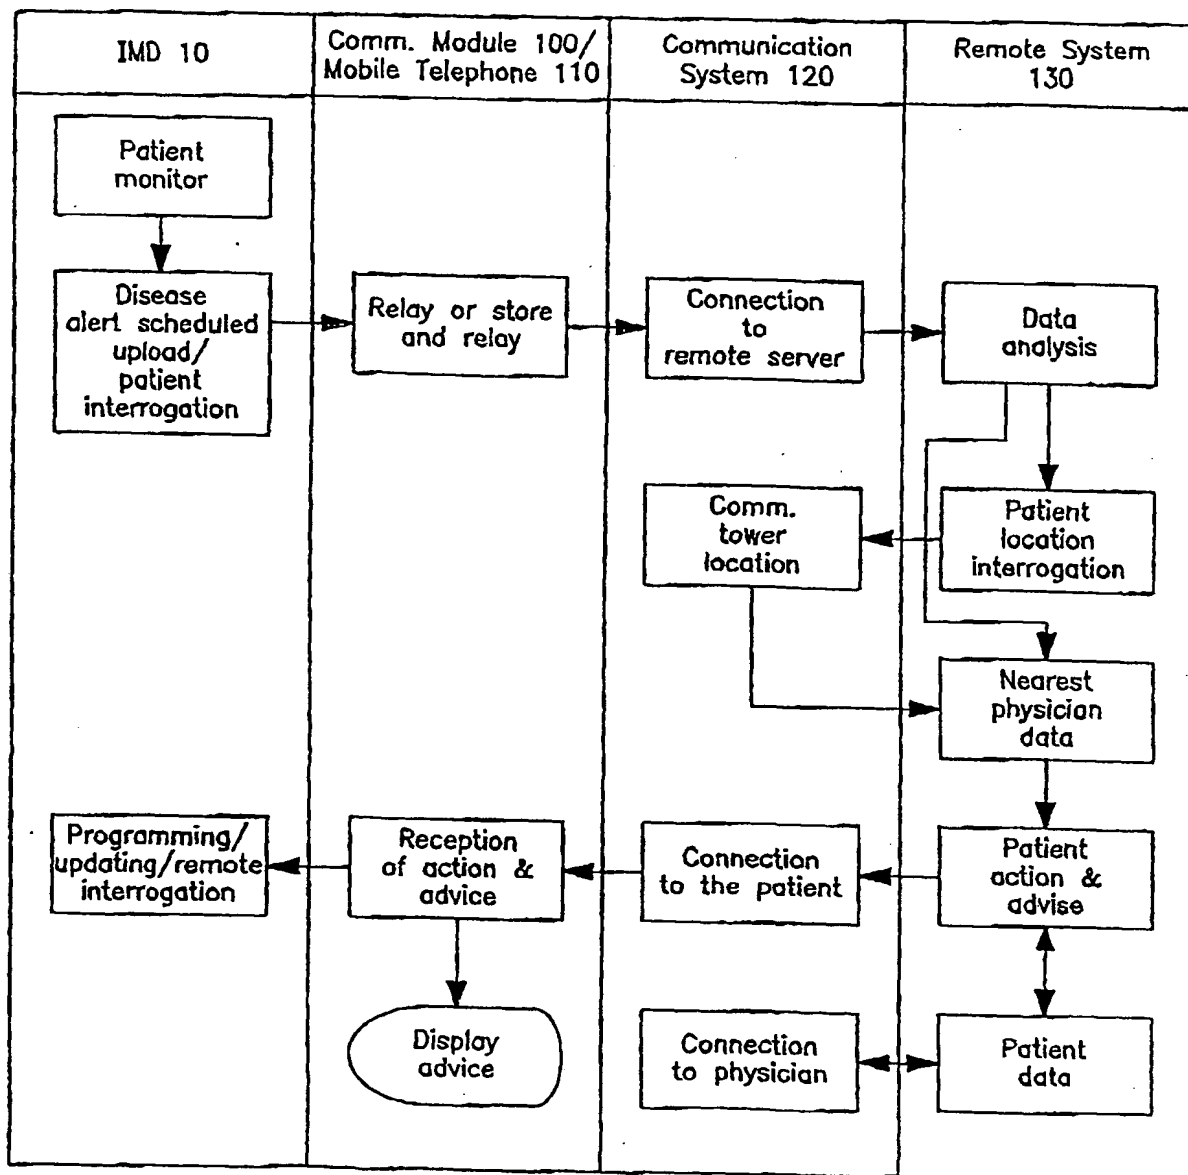 IMD 10
Comm. Module 100/
Mobile Telephone 110
Communication
System 120
Remote System
130
Patient
monitor
Disease
alert scheduled
upload/
patient
interrogation
Relay or store
and relay
Connection
to
remote server
Data
analysis
Comm.
tower
location
Patient
location
interrogation
Nearest
physician
data
Programming/
updating/remote
interrogation
Reception
of action &
advice
Connection
to the patient
Patient
action &
advise
Display
advice
Connection
to physician
Patient
data